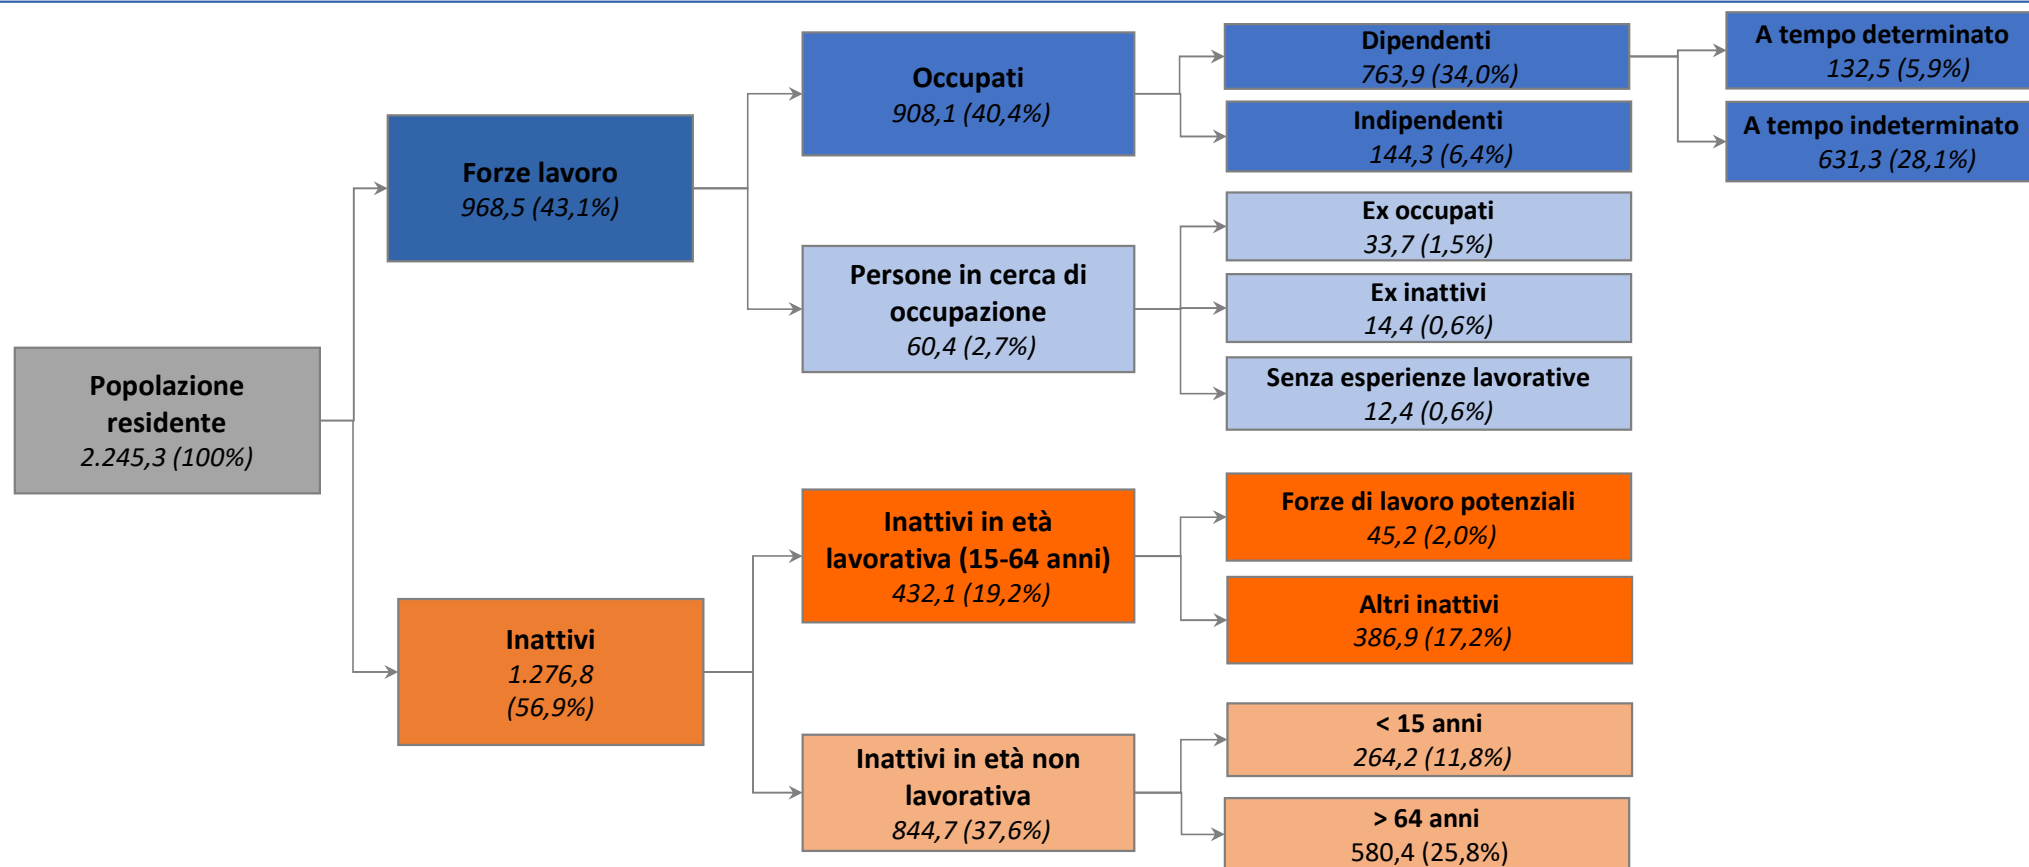 Popolazione
residente
2.245,3 (100%)
Forze lavoro
968,5 (43,1%)
Inattivi
1.276,8
(56,9%)
Occupati
908,1 (40,4%)
Persone in cerca di
occupazione
60,4 (2,7%)
Inattivi in età
lavorativa (15-64 anni)
432,1 (19,2%)
Inattivi in età non
lavorativa
844,7 (37,6%)
Dipendenti
763,9 (34,0%)
Indipendenti
144,3 (6,4%)
Ex occupati
33,7 (1,5%)
Ex inattivi
14,4 (0,6%)
Senza esperienze lavorative
12,4 (0,6%)
Forze di lavoro potenziali
45,2 (2,0%)
Altri inattivi
386,9 (17,2%)
< 15 anni
264,2 (11,8%)
> 64 anni
580,4 (25,8%)
A tempo determinato
132,5 (5,9%)
A tempo indeterminato
631,3 (28,1%)